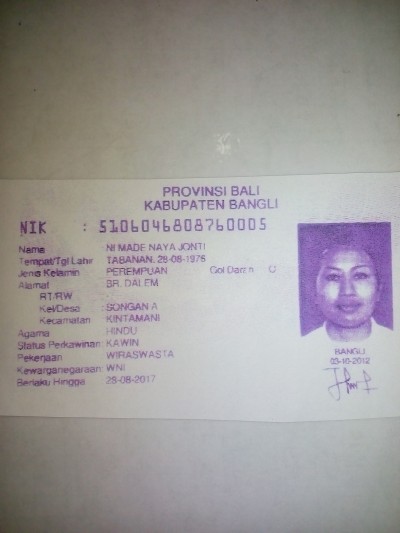 PROVINSI BALI
KABUPATEN BANGLI
NIK : 5106046808760005
Nama : NI MADE NAYA JONTI
Tempat/Tgl Lahir : TABANAN, 28-08-1976
Jenis Kelamin : PEREMPUAN Gol Darah O
Alamat : BR. DALEM
RT/RW :
Kel/Desa : SONGAN A
Kecamatan : KINTAMANI
Agama : HINDU
Status Perkawinan: KAWIN
Pekerjaan : WIRASWASTA
Kewarganegaraan: WNI
Berlaku Hingga : 28-08-2017
BANGLI
03-10-2012